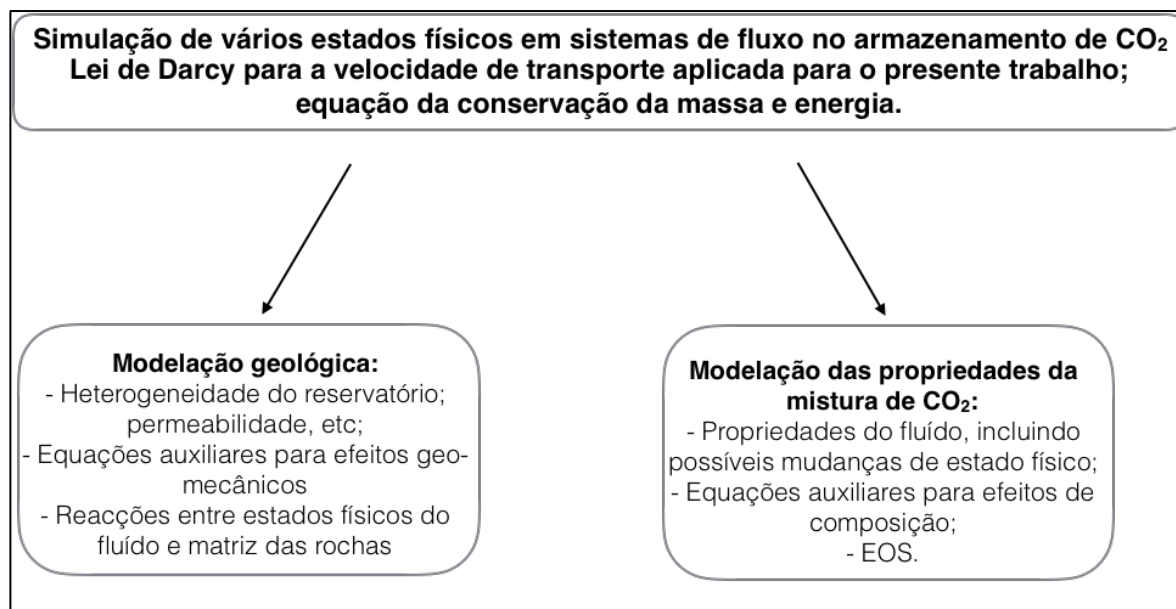 Simulação de vários estados físicos em sistemas de fluxo no armazenamento de CO₂
Lei de Darcy para a velocidade de transporte aplicada para o presente trabalho;
equação da conservação da massa e energia.
Modelação geológica:
- Heterogeneidade do reservatório;
permeabilidade, etc;
- Equações auxiliares para efeitos geo-
mecânicos
- Reacções entre estados físicos do
fluído e matriz das rochas
Modelação das propriedades da
mistura de CO₂:
- Propriedades do fluído, incluindo
possíveis mudanças de estado físico;
- Equações auxiliares para efeitos de
composição;
- EOS.